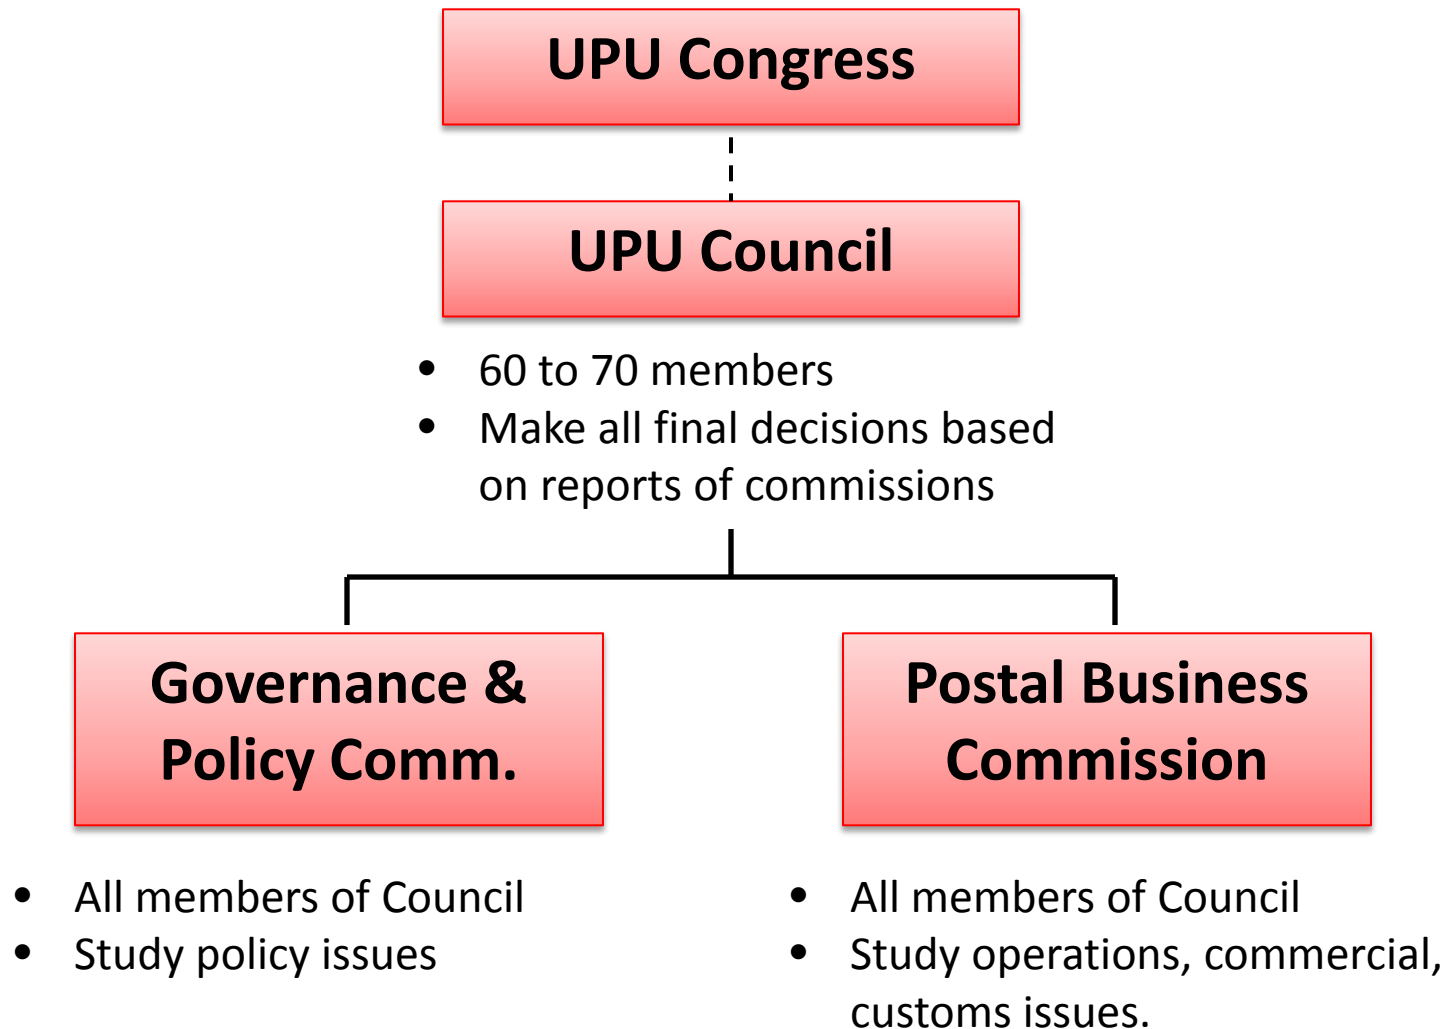 UPU Congress
UPU Council
• 60 to 70 members
• Make all final decisions based
on reports of commissions
Governance &
Policy Comm.
• All members of Council
• Study policy issues
Postal Business
Commission
• All members of Council
• Study operations, commercial,
customs issues.